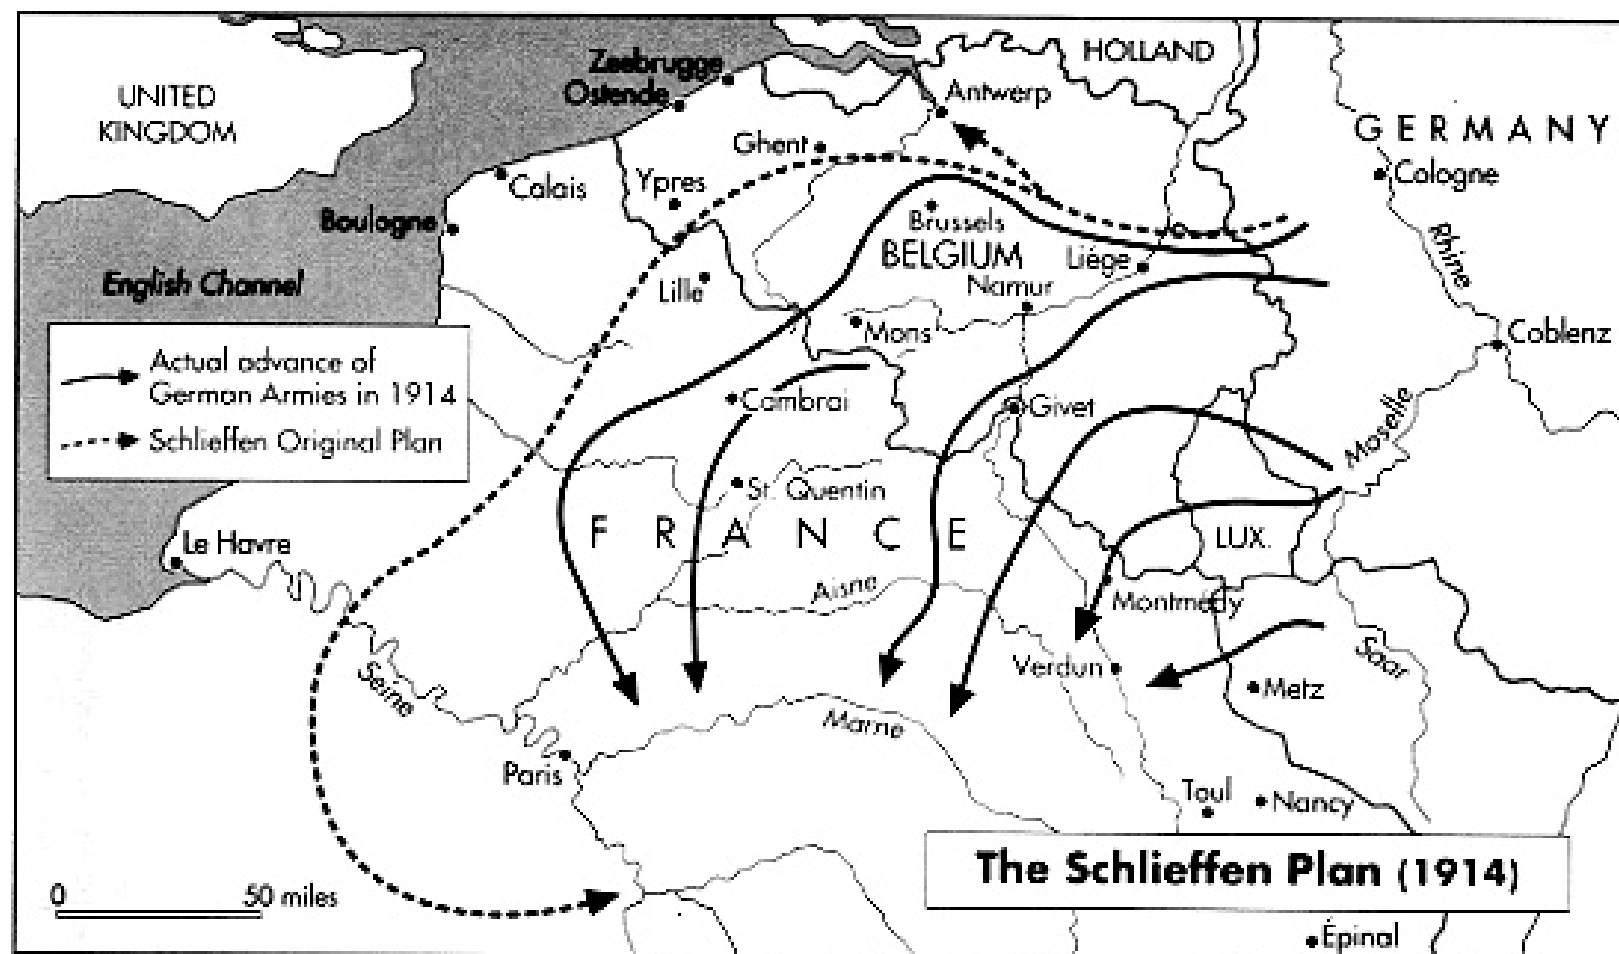 HOLLAND
Zeebrugge
UNITED
KINGDOM
Ostende
Antwerp
GERMANY
Ghent
Calais
Ypres
Cologne
Boulogne
Brussels
BELGIUM
Liége
Rhine
English Channel
Lille
Namur
Mons
Coblenz
Actual advance of
German Armies in 1914
Cambrai
Givet
Moselle
Schlieffen Original Plan
St. Quentin
FRANCE
LUX.
Le Havre
Aisne
Montmédy
Verdun
Saar
Seine
Metz
Marne
Paris
Toul
Nancy
The Schlieffen Plan (1914)
0 50 miles
Épinal